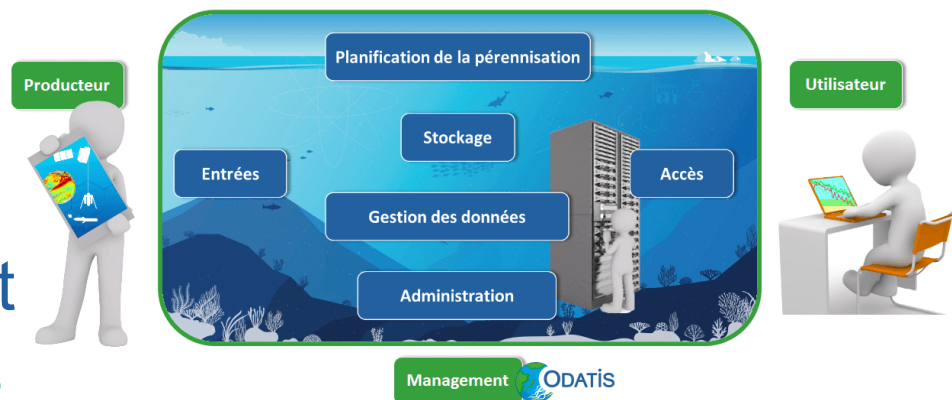 Planification de la pérennisation
Producteur
Utilisateur
Stockage
Entrées
Accès
Gestion des données
t
Administration
Management
ODATIS